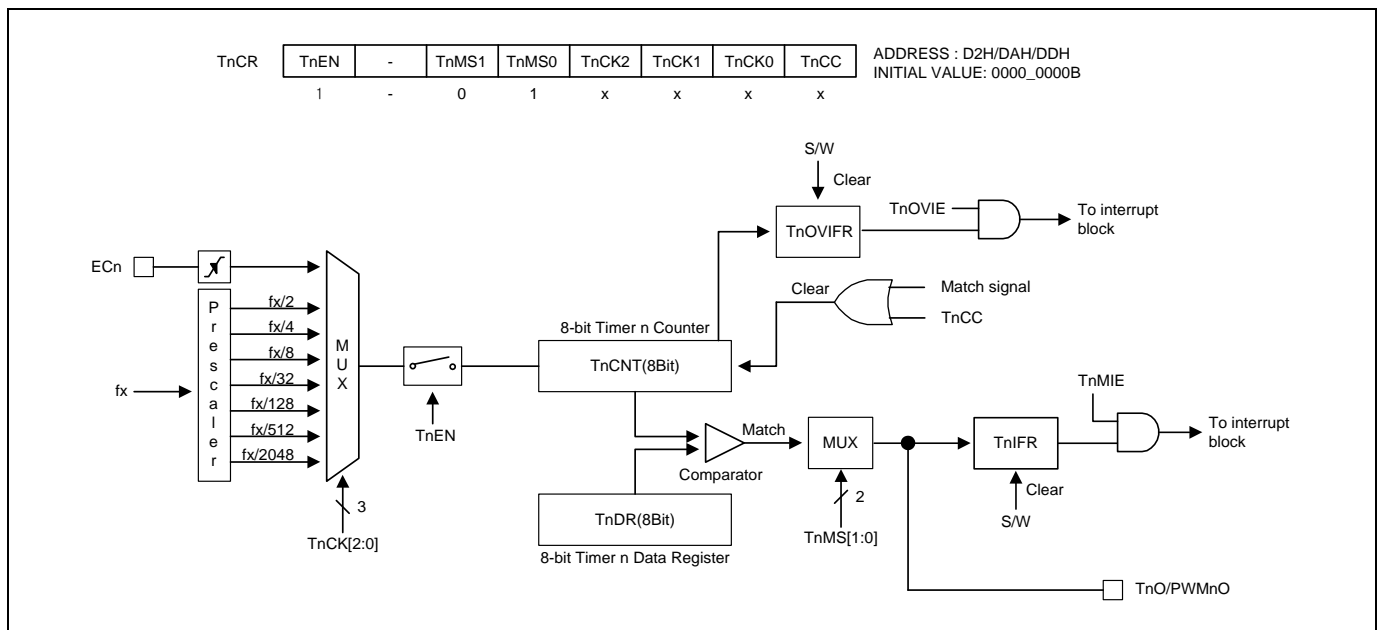 TnCR TnEN - TnMS1 TnMS0 TnCK2 TnCK1 TnCK0 TnCC
ADDRESS : D2H/DAH/DDH
INITIAL VALUE: 0000_0000B
1 - 0 1 x x x x
S/W
Clear
TnOVIE
TnOVIFR
To interrupt
block
ECn
Prescaler
fx
fx/2
fx/4
fx/8
fx/32
fx/128
fx/512
fx/2048
MUX
3
TnCK[2:0]
TnEN
Clear
Match signal
TnCC
8-bit Timer n Counter
TnCNT(8Bit)
Match
Comparator
TnDR(8Bit)
8-bit Timer n Data Register
MUX
2
TnMS[1:0]
TnMIE
TnIFR
To interrupt
block
Clear
S/W
TnO/PWMnO